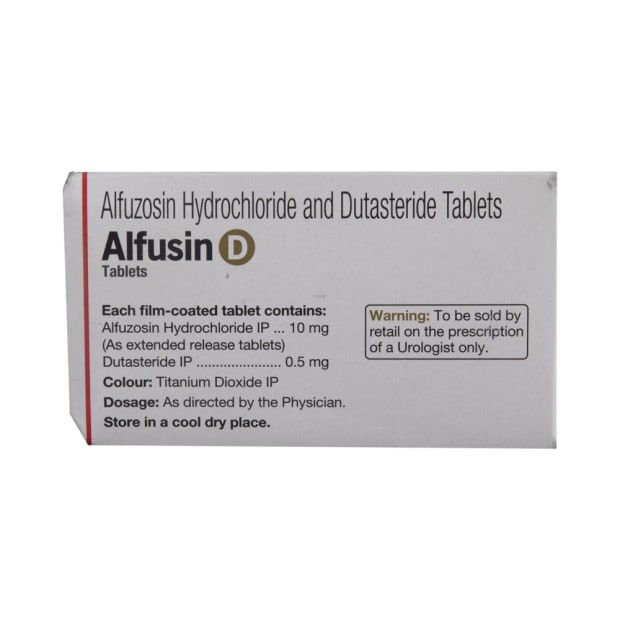 Alfuzosin Hydrochloride and Dutasteride Tablets
Alfusin D
Tablets
Each film-coated tablet contains:
Alfuzosin Hydrochloride IP ... 10 mg
(As extended release tablets)
Dutasteride IP ...................... 0.5 mg
Colour: Titanium Dioxide IP
Dosage: As directed by the Physician.
Store in a cool dry place.
Warning: To be sold by
retail on the prescription
of a Urologist only.